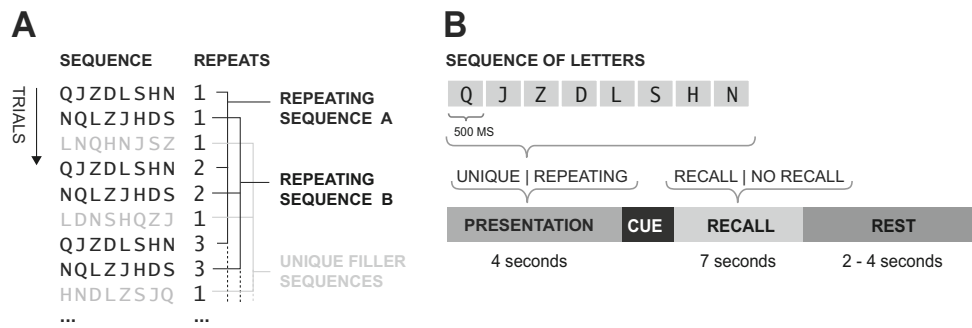 A
SEQUENCE REPEATS
TRIALS
QJZDLSHN 1
NQLZJHDS 1
LNQHNJSZ 1
QJZDLSHN 2
NQLZJHDS 2
LDNSHQZJ 1
QJZDLSHN 3
NQLZJHDS 3
HNDLZSJQ 1
... ...
REPEATING
SEQUENCE A
REPEATING
SEQUENCE B
UNIQUE FILLER
SEQUENCES
B
SEQUENCE OF LETTERS
Q J Z D L S H N
500 MS
UNIQUE | REPEATING RECALL | NO RECALL
PRESENTATION CUE RECALL REST
4 seconds 7 seconds 2 - 4 seconds